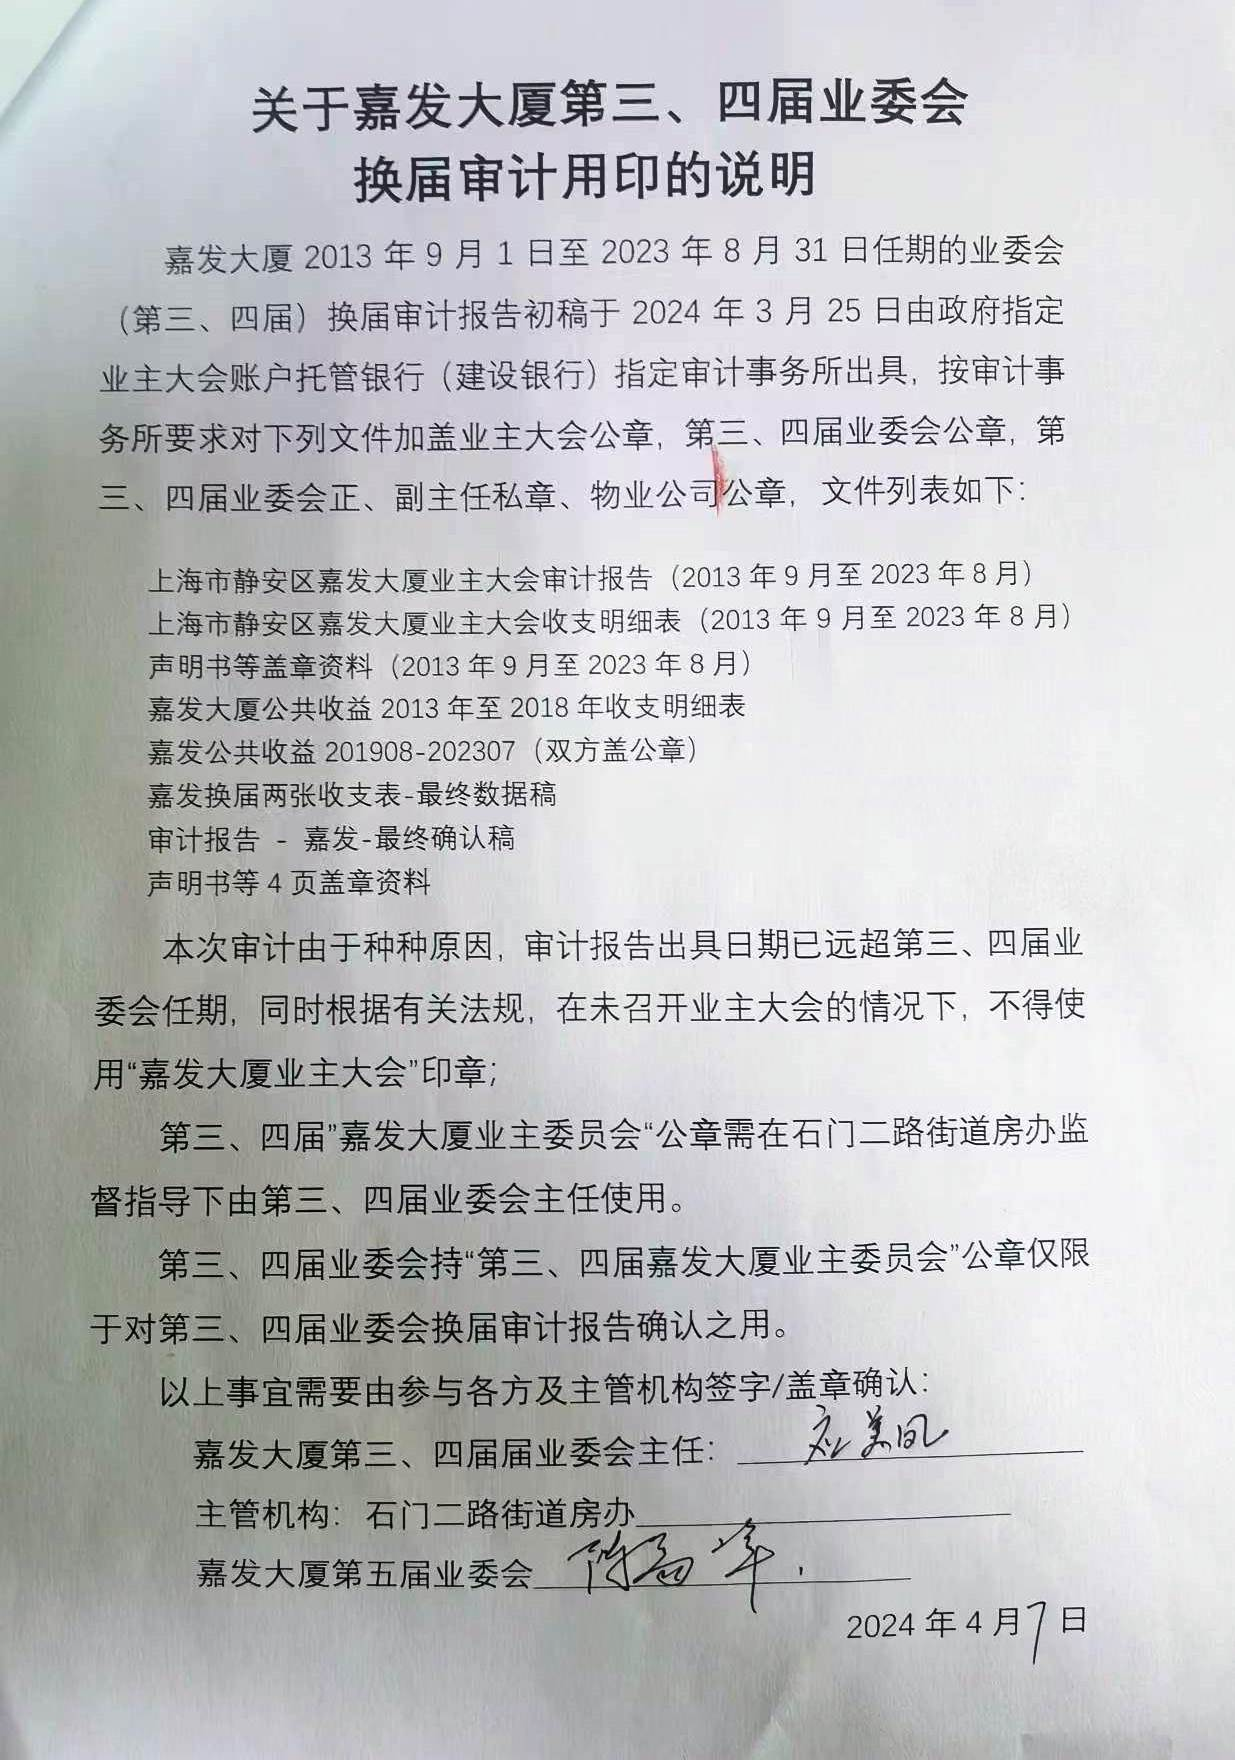 关于嘉发大厦第三、四届业委会
换届审计用印的说明
嘉发大厦 2013 年 9 月 1 日至 2023 年 8 月 31 日任期的业委会
（第三、四届）换届审计报告初稿于 2024 年 3 月 25 日由政府指定
业主大会账户托管银行（建设银行）指定审计事务所出具，按审计事
务所要求对下列文件加盖业主大会公章，第三、四届业委会公章，第
三、四届业委会正、副主任私章、物业公司公章，文件列表如下：
上海市静安区嘉发大厦业主大会审计报告（2013 年 9 月至 2023 年 8 月）
上海市静安区嘉发大厦业主大会收支明细表（2013 年 9 月至 2023 年 8 月）
声明书等盖章资料（2013 年 9 月至 2023 年 8 月）
嘉发大厦公共收益 2013 年至 2018 年收支明细表
嘉发公共收益 201908-202307（双方盖公章）
嘉发换届两张收支表-最终数据稿
审计报告 - 嘉发-最终确认稿
声明书等 4 页盖章资料
本次审计由于种种原因，审计报告出具日期已远超第三、四届业
委会任期，同时根据有关法规，在未召开业主大会的情况下，不得使
用“嘉发大厦业主大会”印章；
第三、四届”嘉发大厦业主委员会“公章需在石门二路街道房办监
督指导下由第三、四届业委会主任使用。
第三、四届业委会持“第三、四届嘉发大厦业主委员会”公章仅限
于对第三、四届业委会换届审计报告确认之用。
以上事宜需要由参与各方及主管机构签字/盖章确认：
嘉发大厦第三、四届届业委会主任：应美凤
主管机构：石门二路街道房办
嘉发大厦第五届业委会
2024 年 4 月 7 日